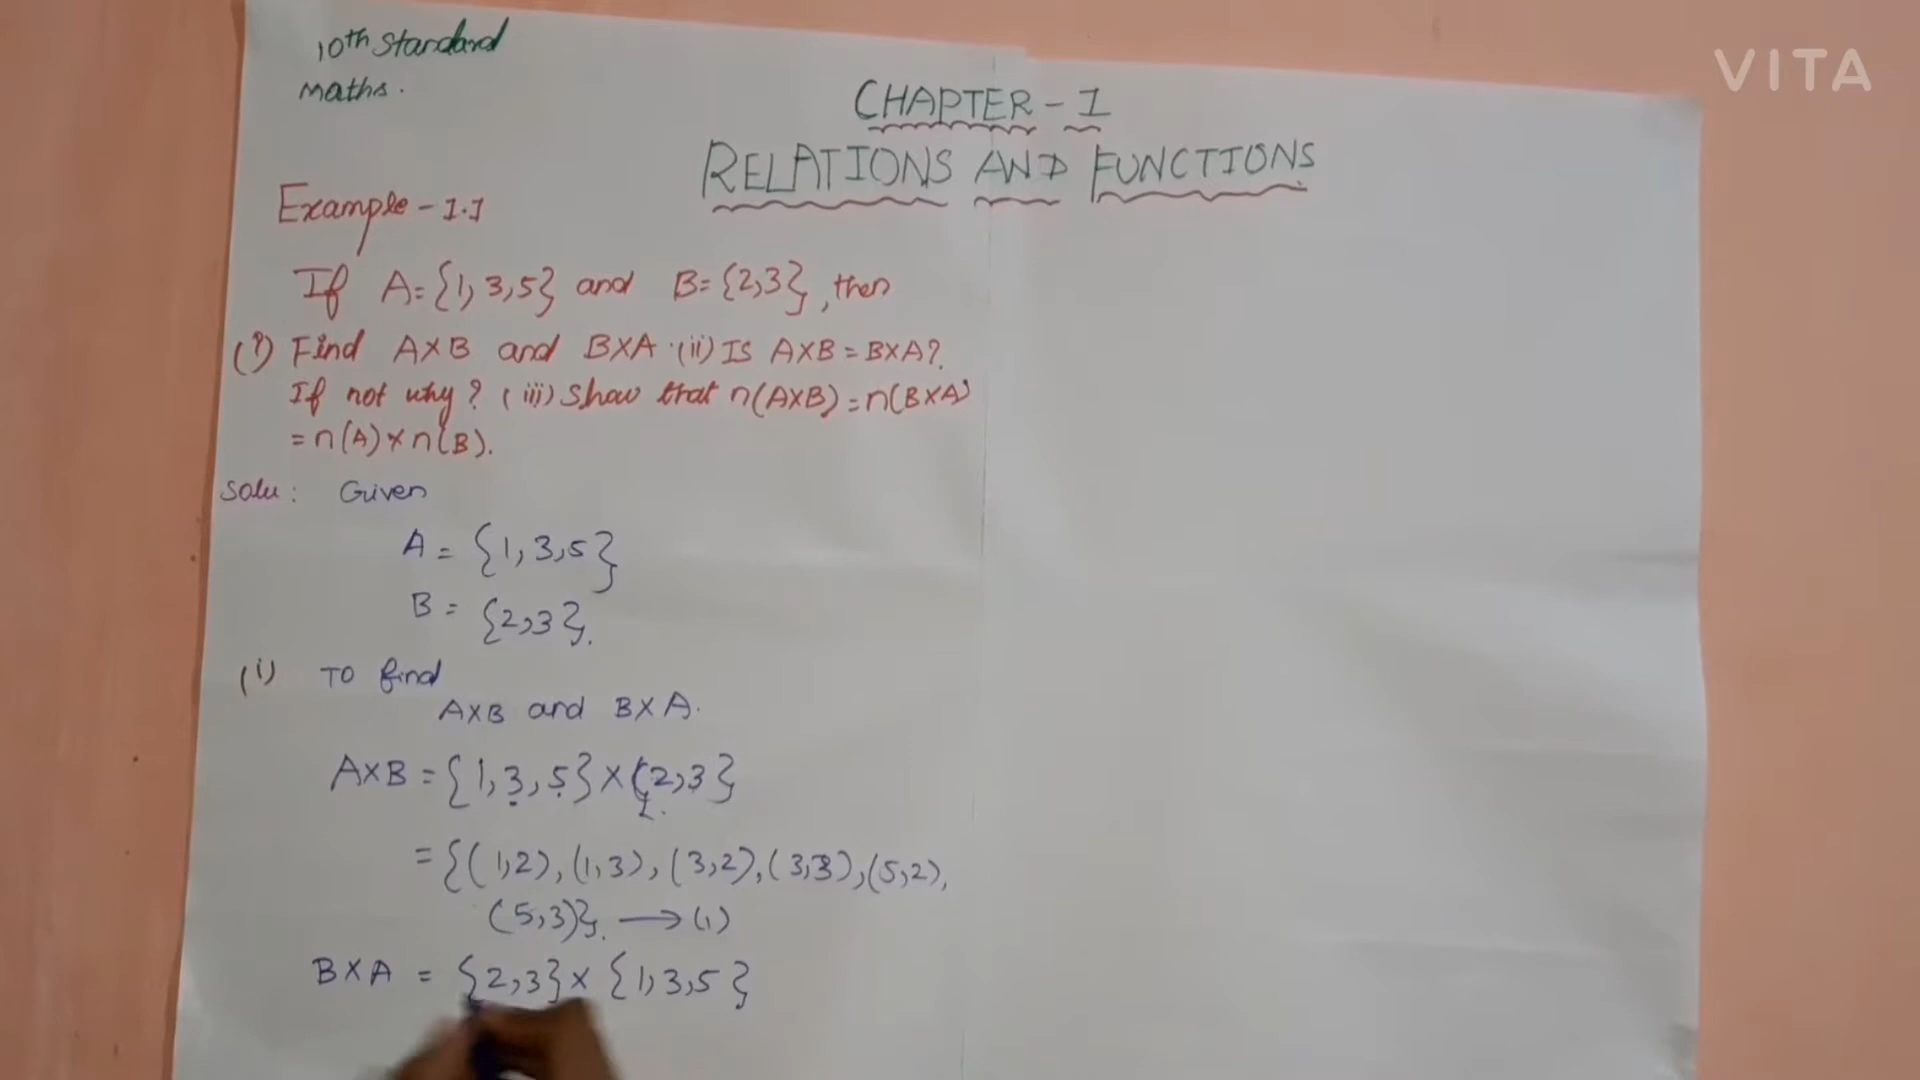 10th Standard
Maths.
VITA
CHAPTER - 1
RELATIONS AND FUNCTIONS
Example - 1.1
If A = {1, 3, 5} and B = {2, 3}, then
(i) Find A×B and B×A (ii) Is A×B = B×A?
If not why? (iii) Show that n(A×B) = n(B×A)
= n(A) × n(B).
Solu: Given
A = {1, 3, 5}
B = {2, 3}.
(i) To find
A×B and B×A.
A×B = {1, 3, 5} × {2, 3}
= {(1,2), (1,3), (3,2), (3,3), (5,2),
(5,3)}. → (1)
B×A = {2, 3} × {1, 3, 5}